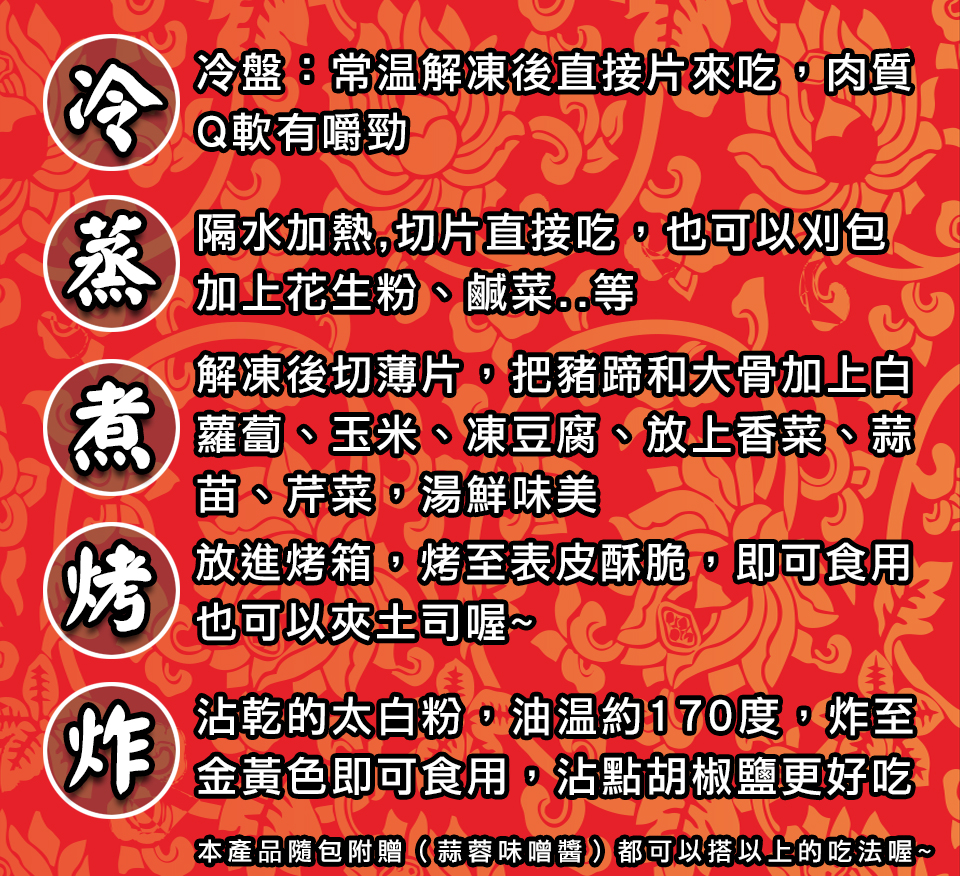 冷
冷盤：常温解凍後直接片來吃，肉質
Q軟有嚼勁
蒸
隔水加熱,切片直接吃，也可以刈包
加上花生粉、鹹菜..等
煮
解凍後切薄片，把豬蹄和大骨加上白
蘿蔔、玉米、凍豆腐、放上香菜、蒜
苗、芹菜，湯鮮味美
烤
放進烤箱，烤至表皮酥脆，即可食用
也可以夾土司喔~
炸
沾乾的太白粉，油温約170度，炸至
金黃色即可食用，沾點胡椒鹽更好吃
本產品隨包附贈（蒜蓉味噌醬）都可以搭以上的吃法喔~